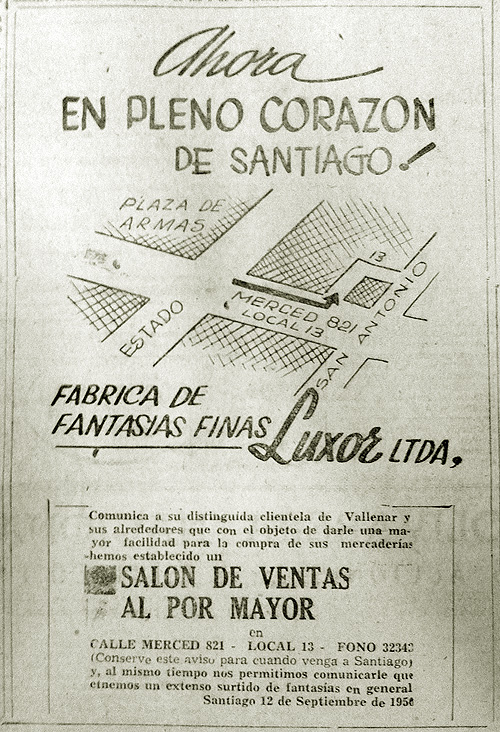 Ahora
EN PLENO CORAZON
DE SANTIAGO!
PLAZA DE
ARMAS
13
MERCED 821
LOCAL 13
ESTADO
SAN ANTONIO
FABRICA DE
FANTASIAS FINAS
Luxor LTDA,
Comunica a su distinguida clientela de Vallenar y
sus alrededores que con el objeto de darle una ma-
yor facilidad para la compra de sus mercaderías
hemos establecido un
SALON DE VENTAS
AL POR MAYOR
en
CALLE MERCED 821 - LOCAL 13 - FONO 32342
(Conserve este aviso para cuando venga a Santiago)
y, al mismo tiempo nos permitimos comunicarle que
etnemos un extenso surtido de fantasías en general
Santiago 12 de Septiembre de 1956